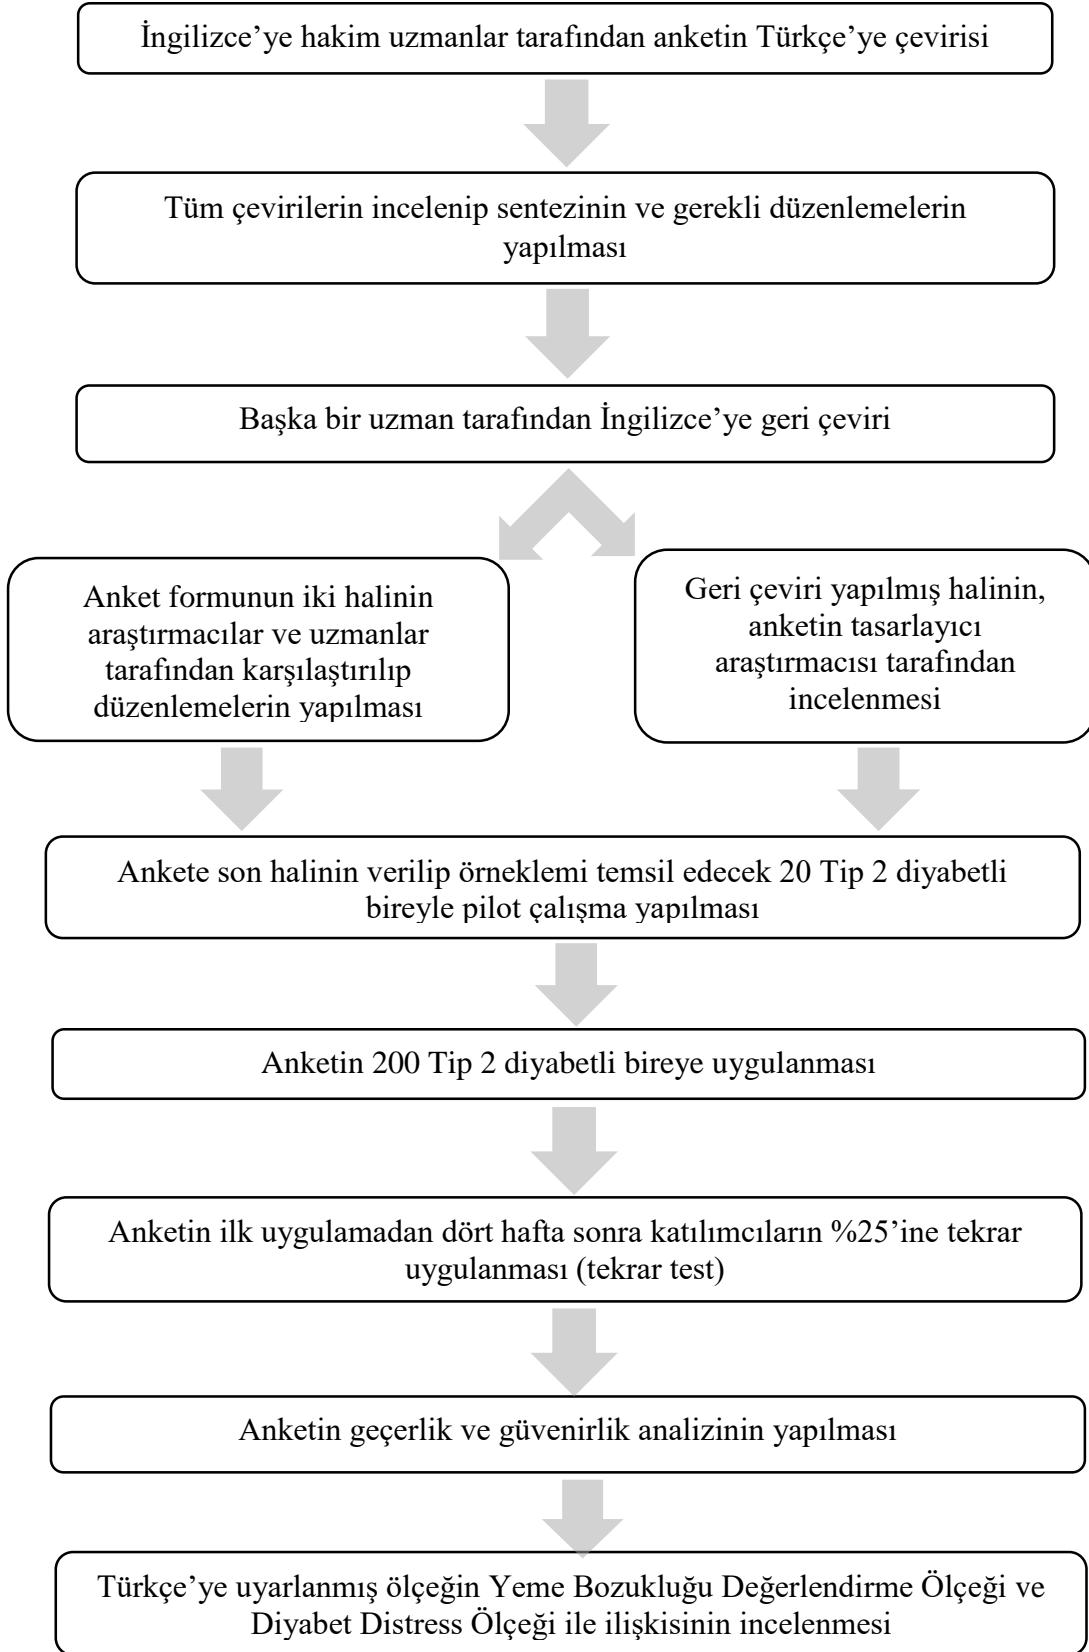 İngilizce’ye hakim uzmanlar tarafından anketin Türkçe’ye çevirisi
Tüm çevirilerin incelenip sentezinin ve gerekli düzenlemelerin
yapılması
Başka bir uzman tarafından İngilizce’ye geri çeviri
Anket formunun iki halinin
araştırmacılar ve uzmanlar
tarafından karşılaştırılıp
düzenlemelerin yapılması
Geri çeviri yapılmış halinin,
anketin tasarlayıcı
araştırmacısı tarafından
incelenmesi
Ankete son halinin verilip örneklemi temsil edecek 20 Tip 2 diyabetli
bireyle pilot çalışma yapılması
Anketin 200 Tip 2 diyabetli bireye uygulanması
Anketin ilk uygulamadan dört hafta sonra katılımcıların %25’ine tekrar
uygulanması (tekrar test)
Anketin geçerlik ve güvenirlik analizinin yapılması
Türkçe’ye uyarlanmış ölçeğin Yeme Bozukluğu Değerlendirme Ölçeği ve
Diyabet Distress Ölçeği ile ilişkisinin incelenmesi